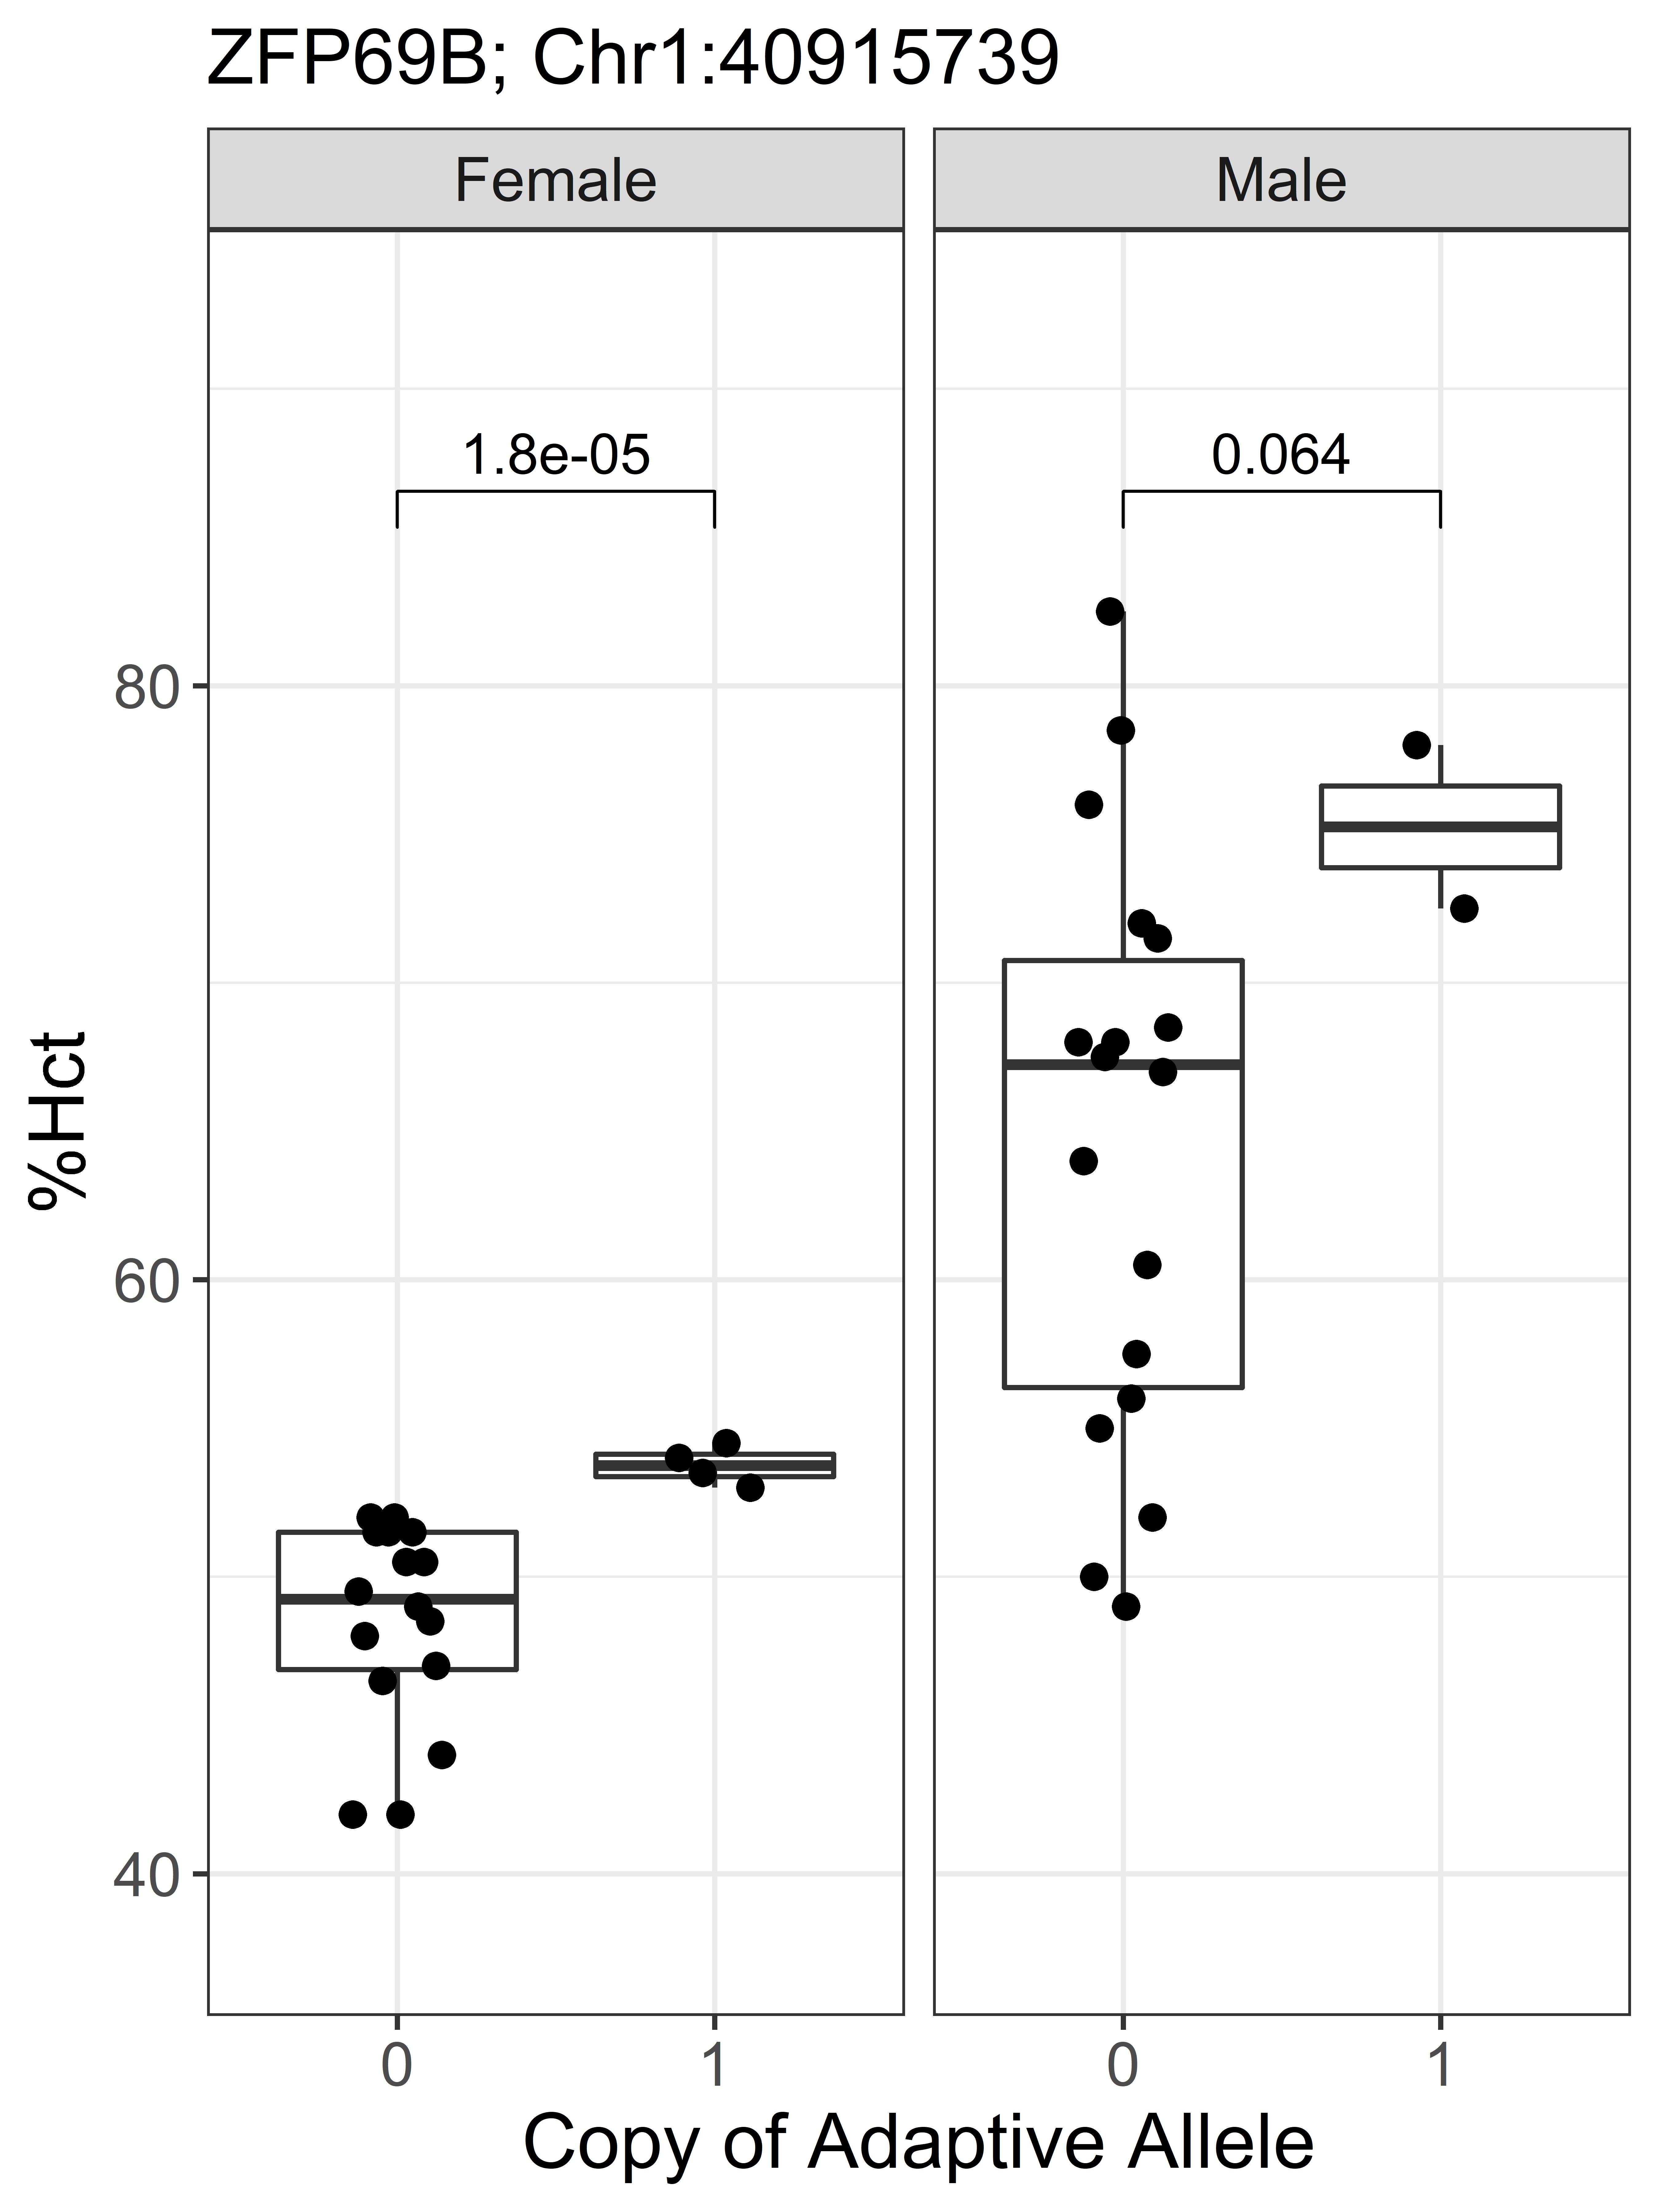 ZFP69B; Chr1:40915739
Female
Male
1.8e-05
0.064
80
60
40
%Hct
0
1
0
1
Copy of Adaptive Allele